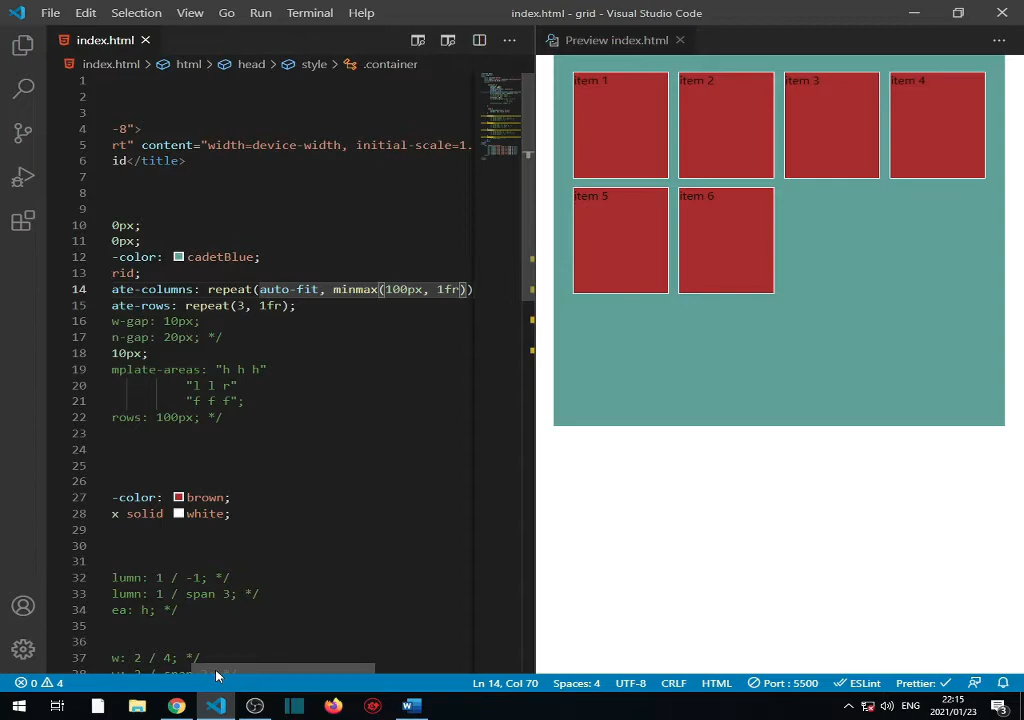 File Edit Selection View Go Run Terminal Help
index.html - grid - Visual Studio Code
index.html
Preview index.html
index.html > html > head > style > .container
1
2
3
4 -8">
5 rt" content="width=device-width, initial-scale=1.
6 id</title>
7
8
9
10 0px;
11 0px;
12 -color: cadetBlue;
13 rid;
14 ate-columns: repeat(auto-fit, minmax(100px, 1fr))
15 ate-rows: repeat(3, 1fr);
16 w-gap: 10px;
17 n-gap: 20px; */
18 10px;
19 mplate-areas: "h h h"
20 "l l r"
21 "f f f";
22 rows: 100px; */
23
24
25
26
27 -color: brown;
28 x solid white;
29
30
31
32 lumn: 1 / -1; */
33 lumn: 1 / span 3; */
34 ea: h; */
35
36
37 w: 2 / 4; */
item 1 item 2 item 3 item 4
item 5 item 6
0 4
Ln 14, Col 70 Spaces: 4 UTF-8 CRLF HTML Port : 5500 ESLint Prettier:
ENG
22:15
2021/01/23
3